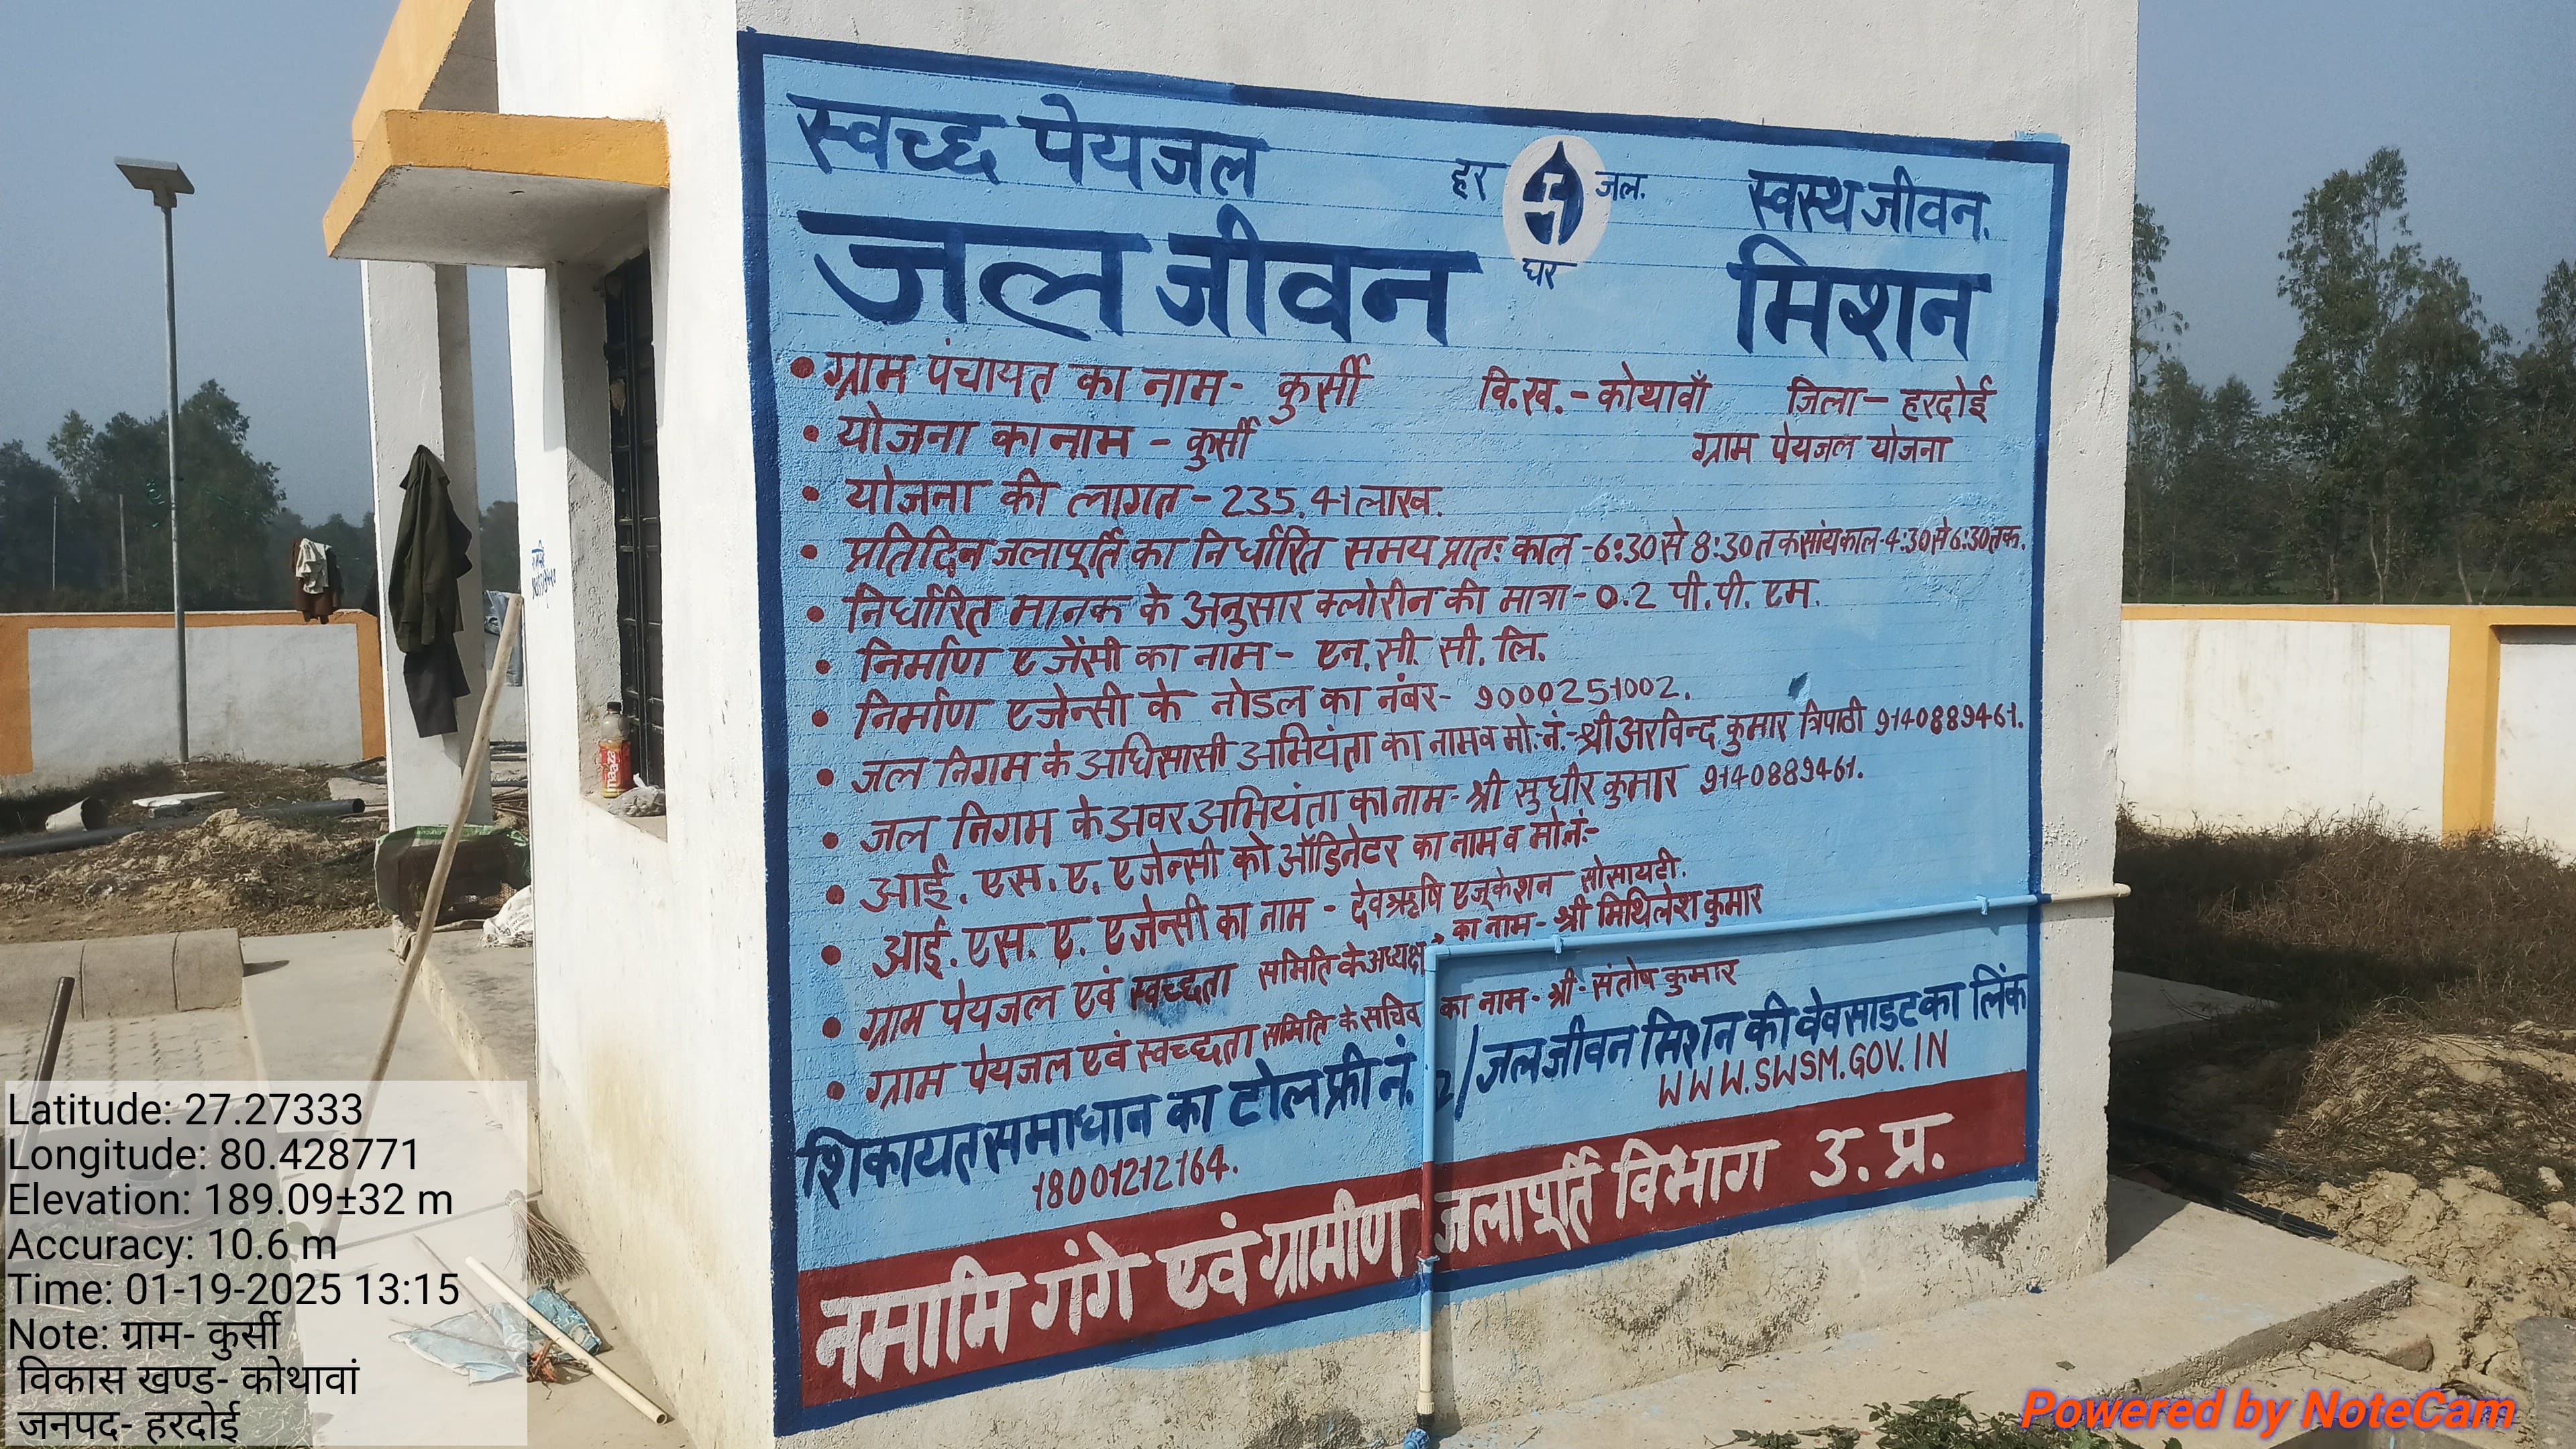 स्वच्छ पेयजल
हर जल.
घर
स्वस्थ जीवन.
जल जीवन मिशन
• ग्राम पंचायत का नाम- कुर्सी वि.ख.- कोथावाँ जिला- हरदोई
• योजना का नाम - कुर्सी ग्राम पेयजल योजना
• योजना की लागत - 235.41 लाख.
• प्रतिदिन जलापूर्ति का निर्धारित समय प्रातः काल -6:30 से 8:30 तक सांयकाल-4:30 से 6:30 तक.
• निर्धारित मानक के अनुसार क्लोरीन की मात्रा- 0.2 पी.पी. एम.
• निर्माण एजेंसी का नाम- एन.सी. सी. लि.
• निर्माण एजेन्सी के नोडल का नंबर- 9000251002.
• जल निगम के अधिसासी अभियंता का नाम व मो.नं.-श्री अरविन्द कुमार त्रिपाठी 9140889461.
• जल निगम के अवर अभियंता का नाम- श्री सुधीर कुमार 9140889461.
• आई. एस. ए. एजेन्सी को ऑडिनेटर का नाम व मो.नं:-
• आई. एस. ए. एजेन्सी का नाम - देवऋषि एजूकेशन सोसायटी.
• ग्राम पेयजल एवं स्वच्छता समिति के अध्यक्ष का नाम- श्री मिथिलेश कुमार
• ग्राम पेयजल एवं स्वच्छता समिति के सचिव का नाम- श्री- संतोष कुमार
शिकायत समाधान का टोल फ्री नं. /जल जीवन मिशन की वेवसाइट का लिंक
18001212164. WWW.SWSM.GOV.IN
नमामि गंगे एवं ग्रामीण जलापूर्ति विभाग उ. प्र.
Latitude: 27.27333
Longitude: 80.428771
Elevation: 189.09±32 m
Accuracy: 10.6 m
Time: 01-19-2025 13:15
Note: ग्राम- कुर्सी
विकास खण्ड- कोथावां
जनपद- हरदोई
Powered by NoteCam